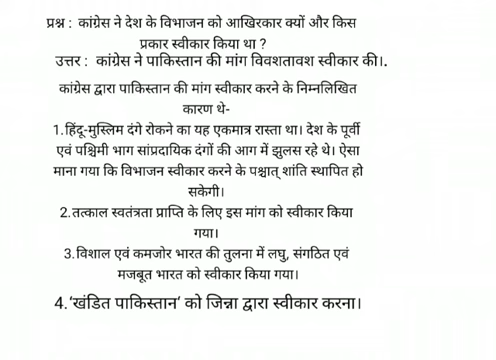 प्रश्न : कांग्रेस ने देश के विभाजन को आखिरकार क्यों और किस
प्रकार स्वीकार किया था ?
उत्तर : कांग्रेस ने पाकिस्तान की मांग विवशतावश स्वीकार की।.
कांग्रेस द्वारा पाकिस्तान की मांग स्वीकार करने के निम्नलिखित
कारण थे-
1.हिंदू-मुस्लिम दंगे रोकने का यह एकमात्र रास्ता था। देश के पूर्वी
एवं पश्चिमी भाग सांप्रदायिक दंगों की आग में झुलस रहे थे। ऐसा
माना गया कि विभाजन स्वीकार करने के पश्चात् शांति स्थापित हो
सकेगी।
2.तत्काल स्वतंत्रता प्राप्ति के लिए इस मांग को स्वीकार किया
गया।
3.विशाल एवं कमजोर भारत की तुलना में लघु, संगठित एवं
मजबूत भारत को स्वीकार किया गया।
4.'खंडित पाकिस्तान' को जिन्ना द्वारा स्वीकार करना।